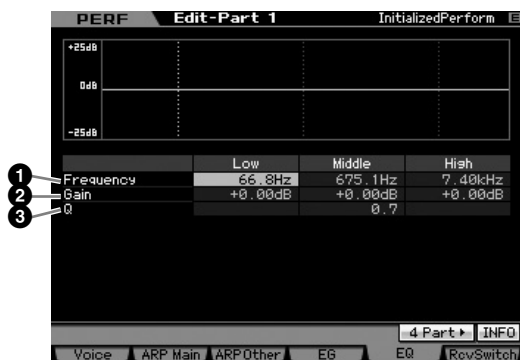 PERF Edit-Part 1 InitializedPerform E
+25dB
0dB
-25dB
Low Middle High
1 Frequency 66.8Hz 675.1Hz 7.40kHz
2 Gain +0.00dB +0.00dB +0.00dB
3 Q 0.7
4 Part INFO
Voice ARP Main ARP Other EG EQ RcvSwitch